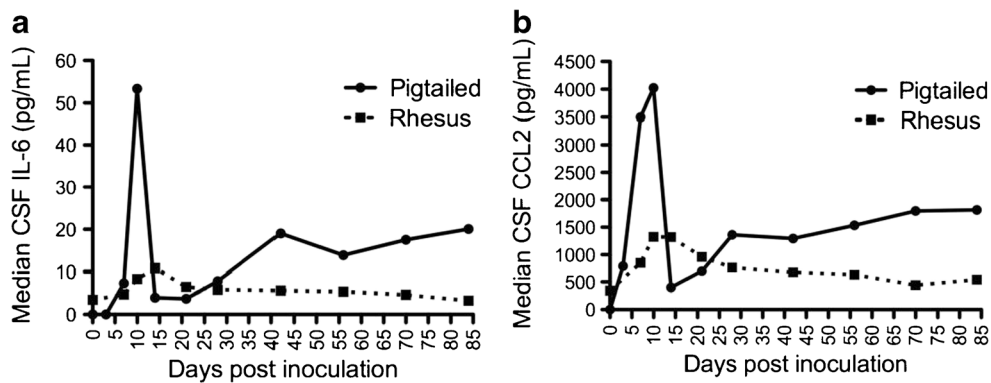 a
Median CSF IL-6 (pg/mL)
60
50
40
30
20
10
0
Pigtailed
Rhesus
0 5 10 15 20 25 28 30 35 40 45 50 55 60 65 70 75 80 85
Days post inoculation
b
Median CSF CCL2 (pg/mL)
4500
4000
3500
3000
2500
2000
1500
1000
500
0
Pigtailed
Rhesus
0 5 10 15 20 25 30 35 40 45 50 55 60 65 70 75 80 85
Days post inoculation